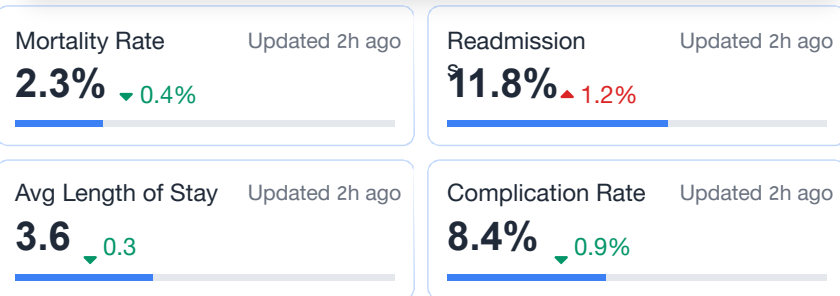 Mortality Rate Updated 2h ago
2.3% 0.4%
Readmission Updated 2h ago
s
11.8% 1.2%
Avg Length of Stay Updated 2h ago
3.6 0.3
Complication Rate Updated 2h ago
8.4% 0.9%